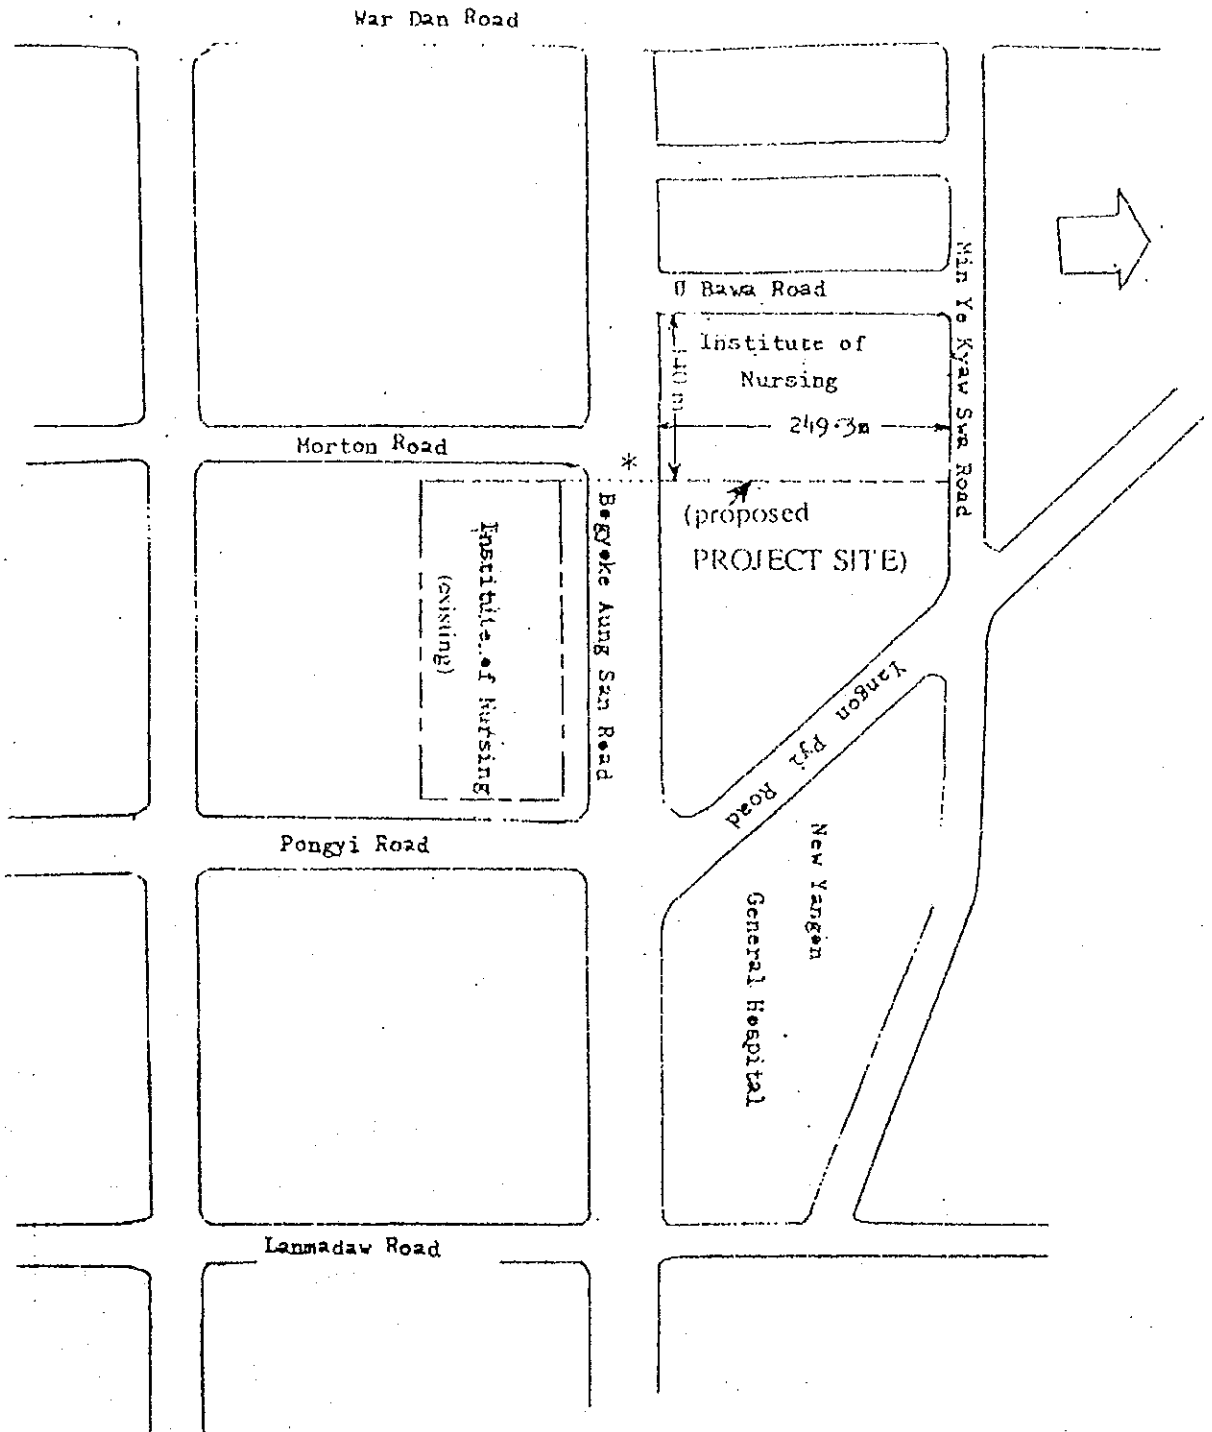 War Dan Road
U Bawa Road
Institute of
Nursing
140 m
249.3m
Min Ye Kyaw Swa Road
Morton Road
*
(proposed
PROJECT SITE)
Bogyoke Aung San Road
Institute of Nursing
(existing)
Yangon Pyi Road
Pongyi Road
New Yangon
General Hospital
Lanmadaw Road